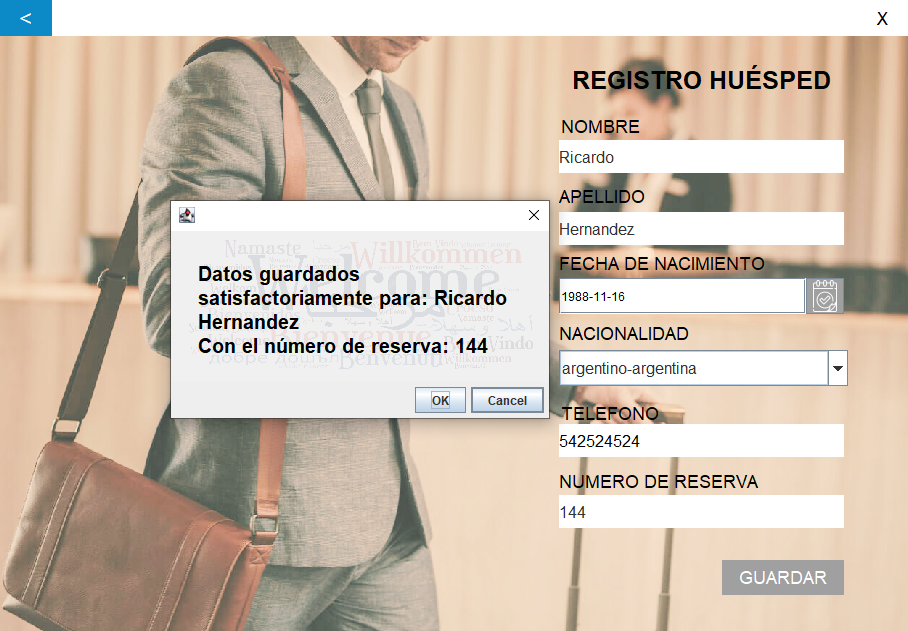 <
X
REGISTRO HUÉSPED
NOMBRE
Ricardo
APELLIDO
Hernandez
FECHA DE NACIMIENTO
1988-11-16
NACIONALIDAD
argentino-argentina
TELEFONO
542524524
NUMERO DE RESERVA
144
GUARDAR
Namaste
Willkommen
Welcome
Datos guardados
satisfactoriamente para: Ricardo
Hernandez
Con el número de reserva: 144
OK
Cancel